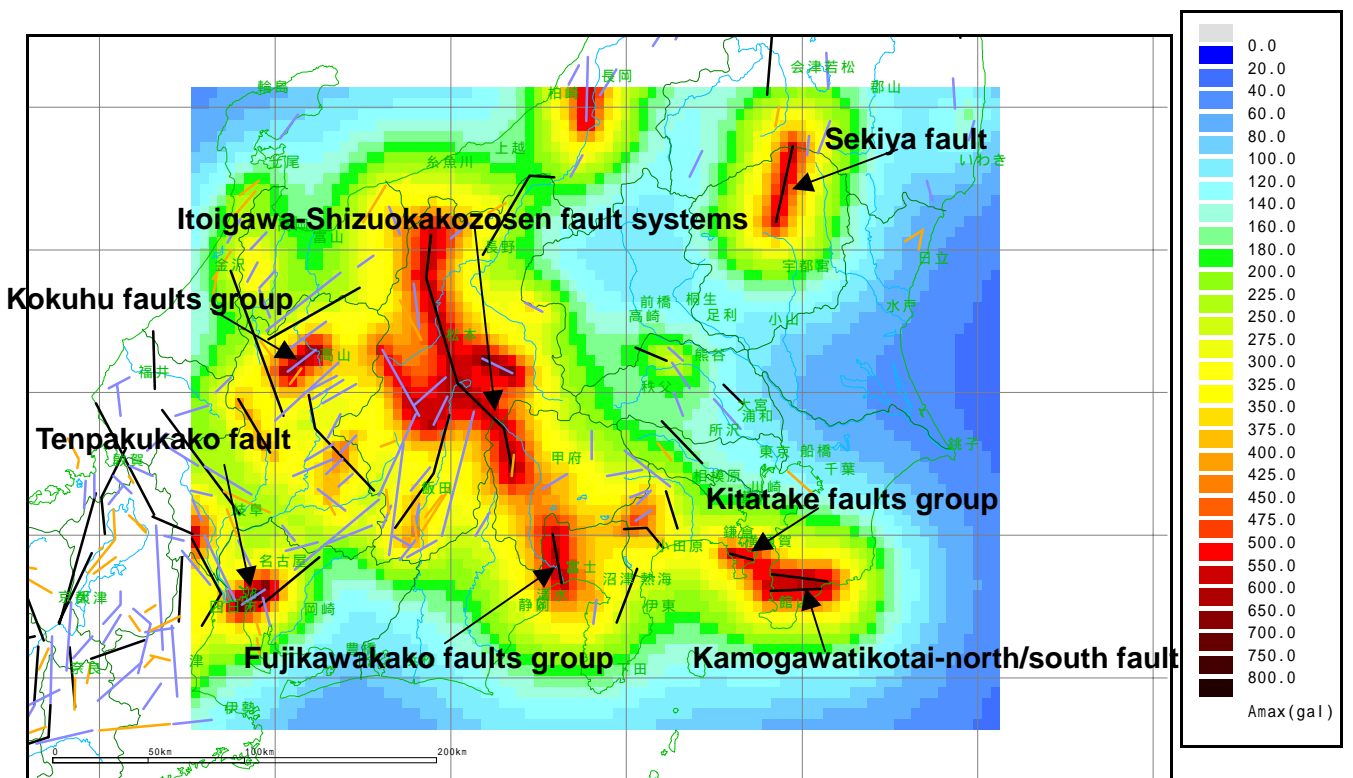 会津若松
長岡
柏崎
郡山
輪島
Sekiya fault
上越
糸魚川
いわき
七尾
Itoigawa-Shizuokakozosen fault systems
富山
長野
金沢
宇都宮
日立
Kokuhu faults group
前橋
桐生
高崎
足利
小山
水戸
松本
高山
熊谷
福井
秩父
大宮
浦和
Tenpakukako fault
所沢
東京
船橋
銚子
敦賀
甲府
千葉
相模原
川崎
飯田
Kitatake faults group
岐阜
鎌倉
小田原
名古屋
富士
沼津
熱海
京都
大津
四日市
岡崎
静岡
伊東
館山
豊橋
津
Fujikawakako faults group
Kamogawatikotai-north/south fault
奈良
下田
伊勢
0
50km
100km
200km
0.0
20.0
60.0
80.0
100.0
120.0
140.0
160.0
180.0
200.0
225.0
250.0
275.0
300.0
325.0
350.0
375.0
400.0
425.0
450.0
475.0
500.0
550.0
600.0
650.0
700.0
750.0
800.0
Amax(gal)